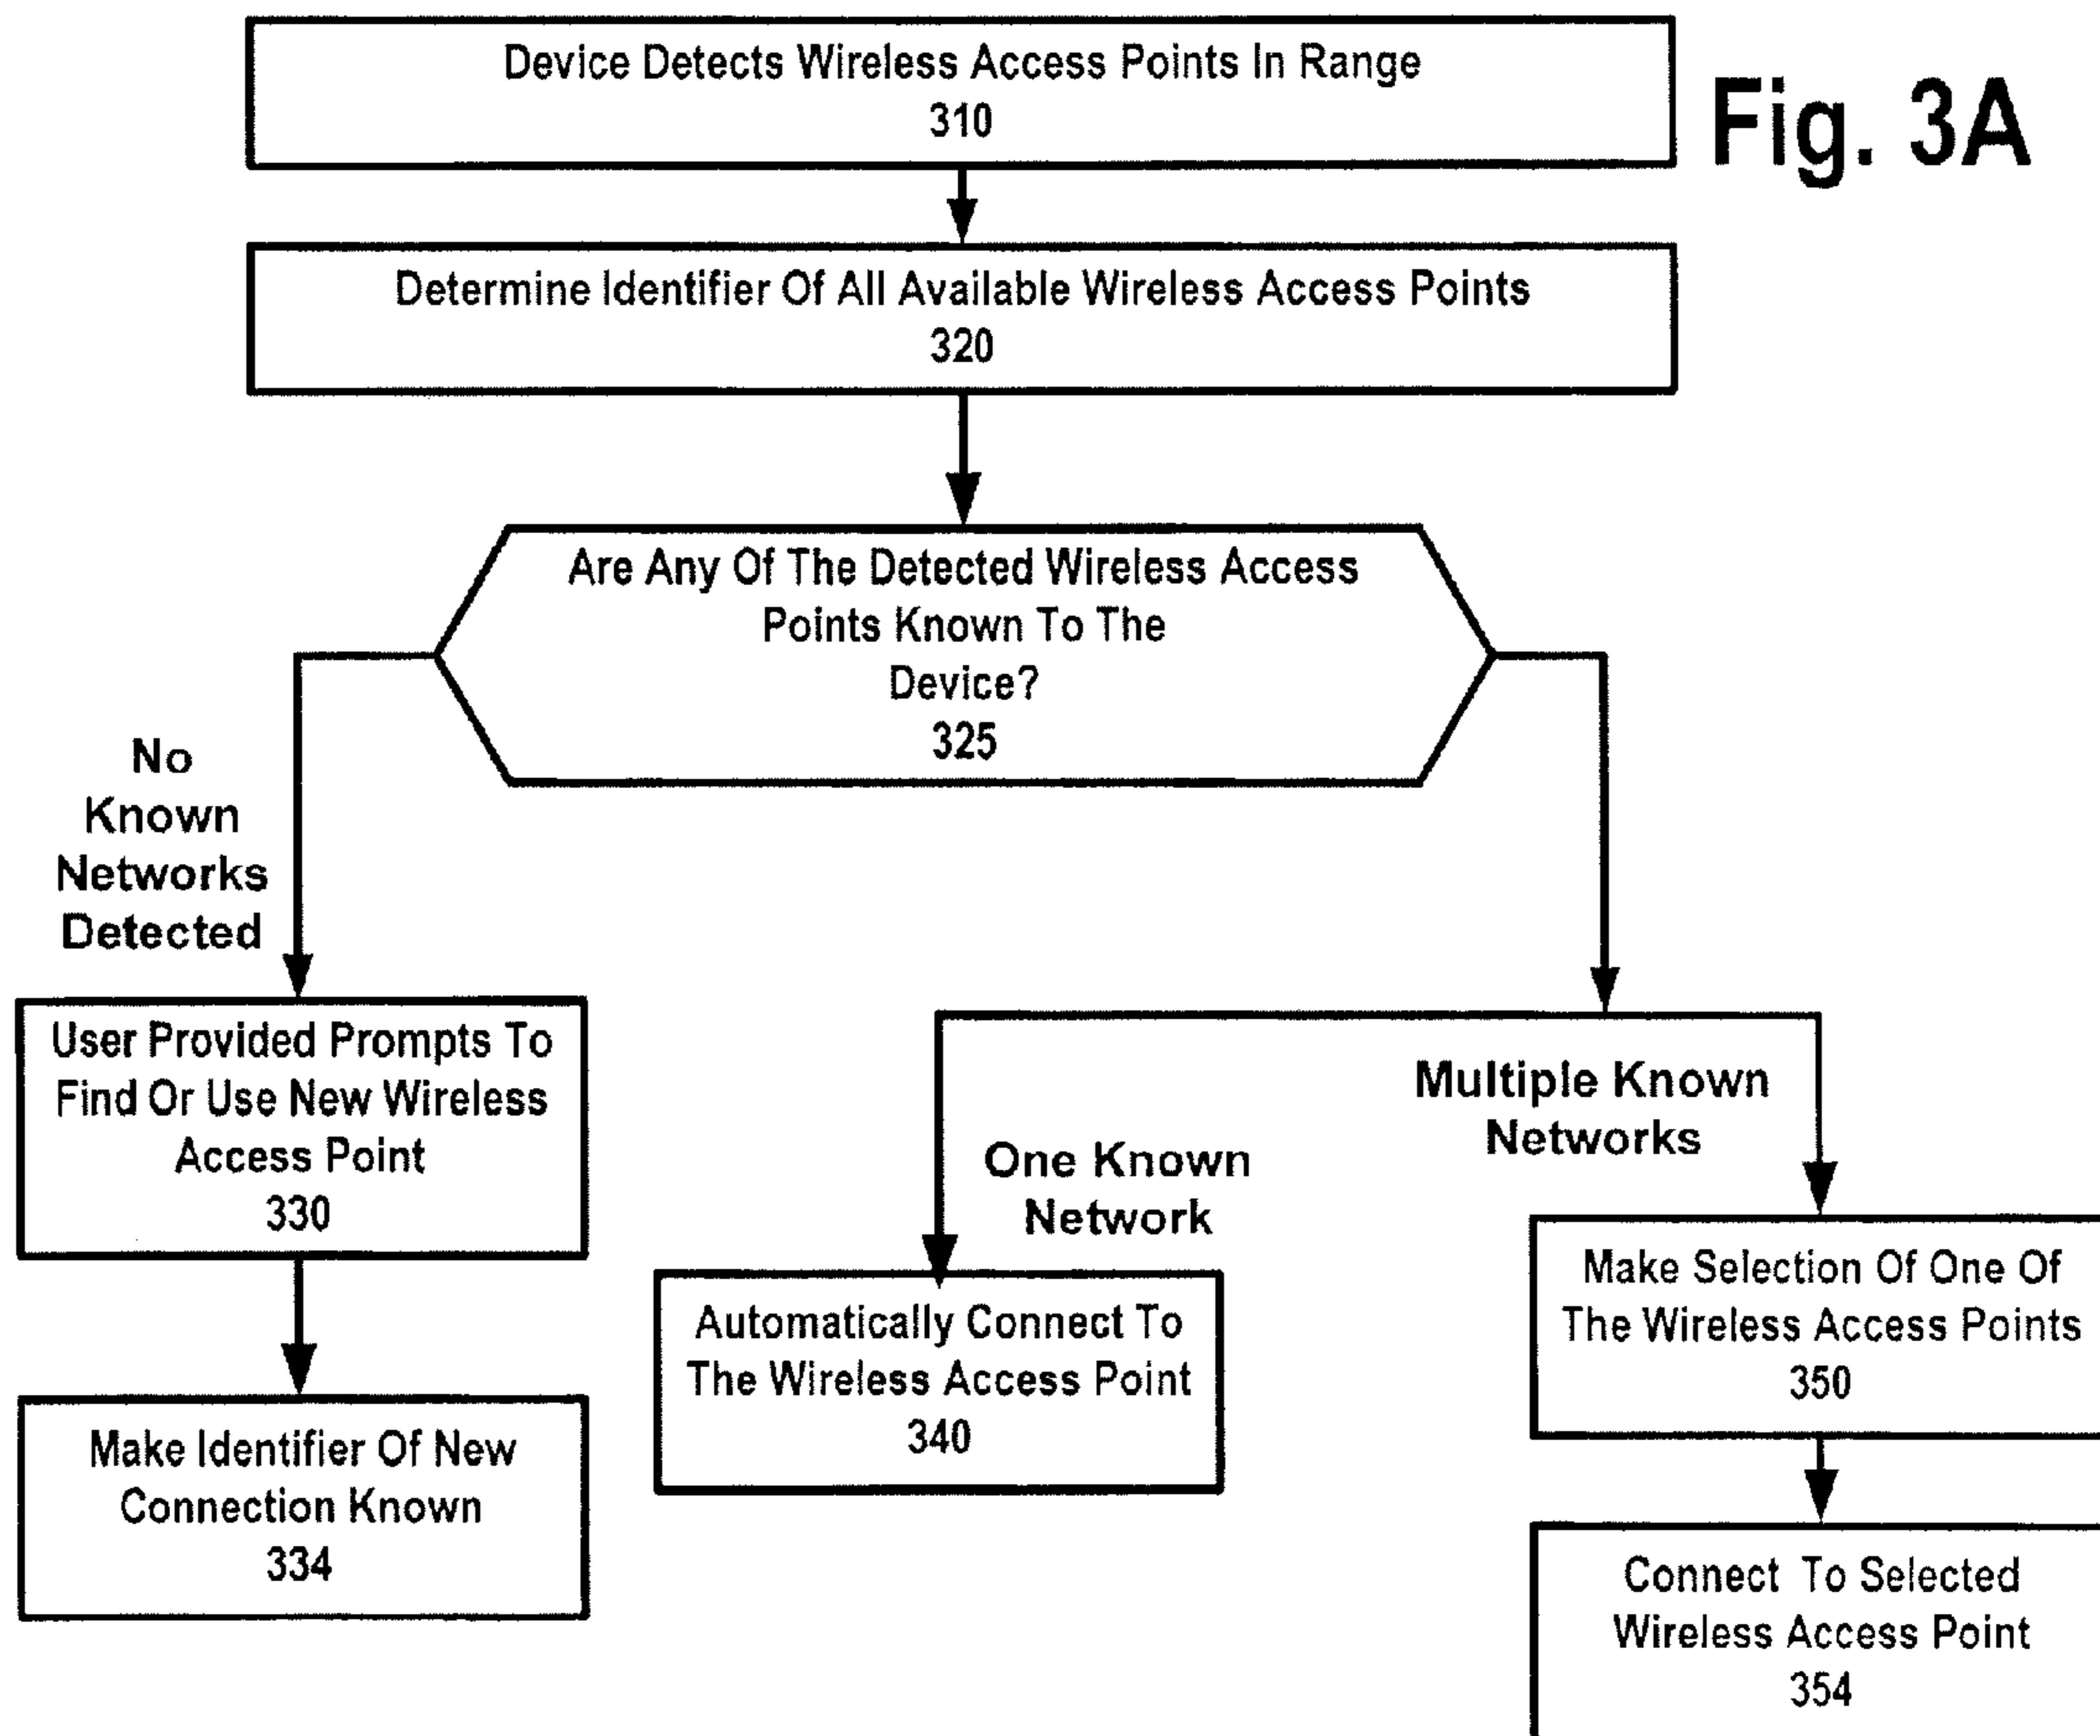 Device Detects Wireless Access Points In Range
310
Fig. 3A
Determine Identifier Of All Available Wireless Access Points
320
Are Any Of The Detected Wireless Access
Points Known To The
Device?
325
No
Known
Networks
Detected
User Provided Prompts To
Find Or Use New Wireless
Access Point
330
Make Identifier Of New
Connection Known
334
One Known
Network
Automatically Connect To
The Wireless Access Point
340
Multiple Known
Networks
Make Selection Of One Of
The Wireless Access Points
350
Connect To Selected
Wireless Access Point
354